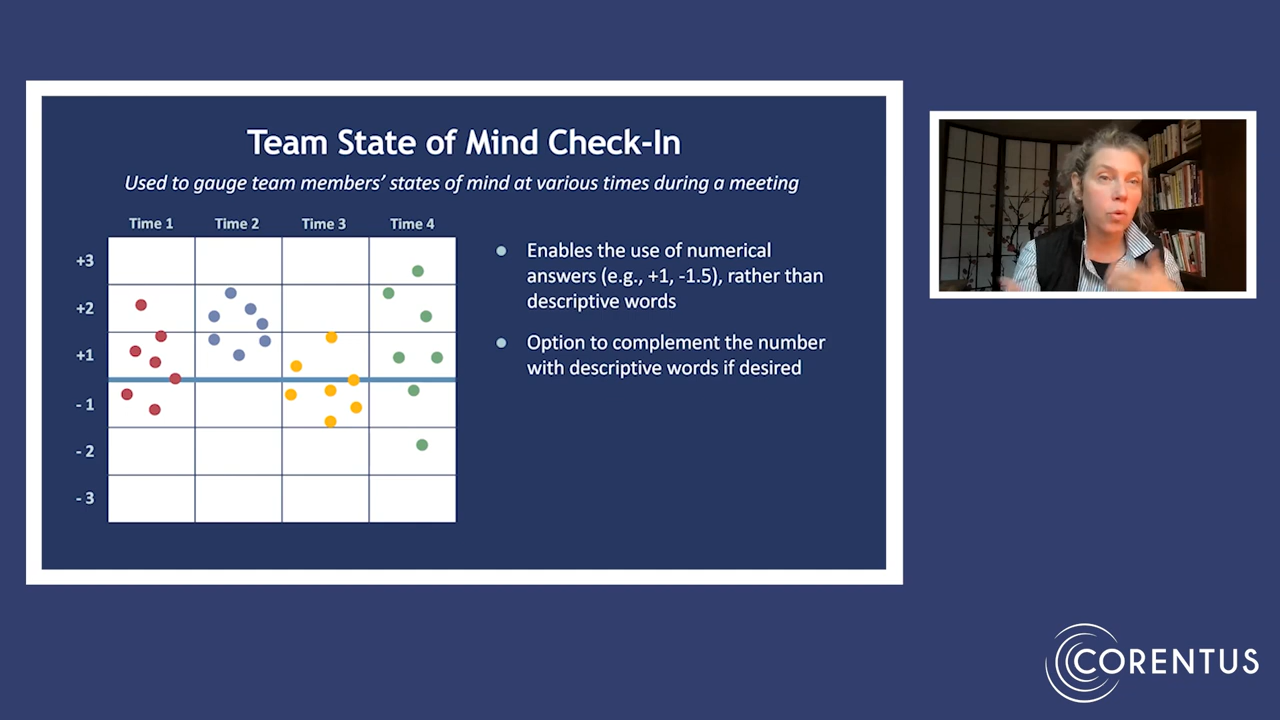 Team State of Mind Check-In
Used to gauge team members’ states of mind at various times during a meeting
Time 1 Time 2 Time 3 Time 4
+3
+2
+1
- 1
- 2
- 3
● Enables the use of numerical
answers (e.g., +1, -1.5), rather than
descriptive words
● Option to complement the number
with descriptive words if desired
CORENTUS